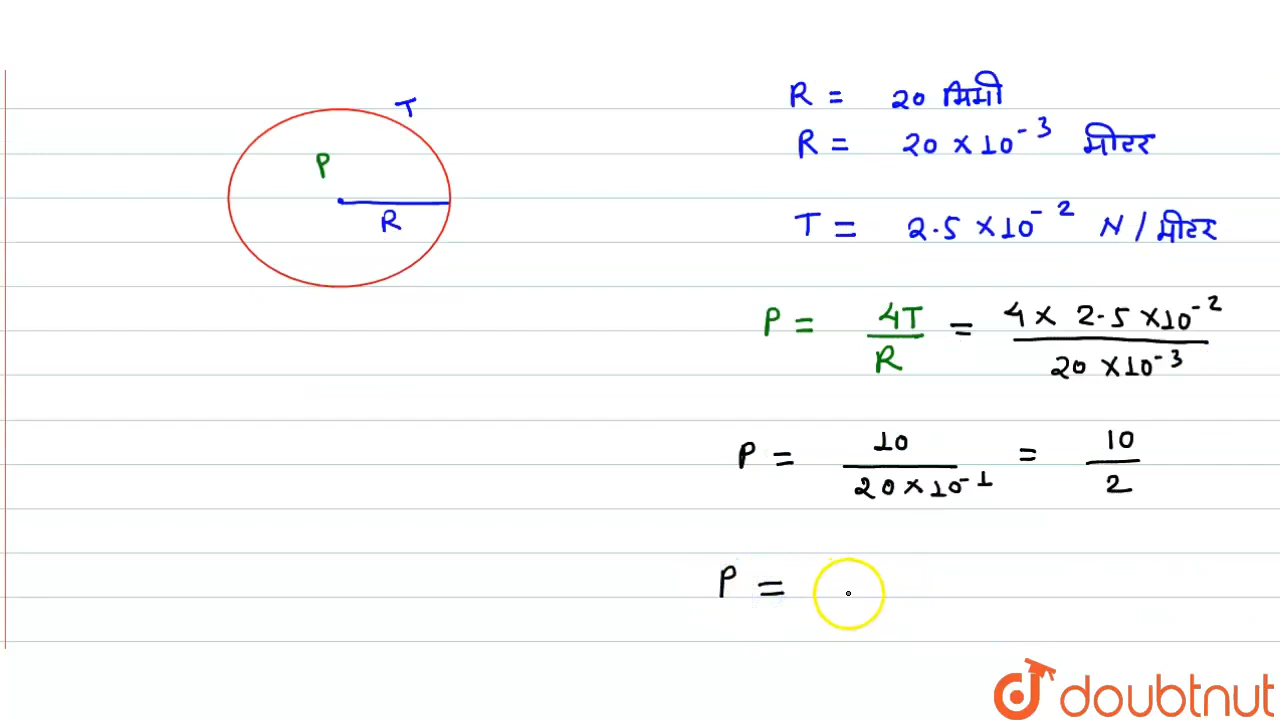 T
P
R
R = 20 मिमी
R = 20 × 10⁻³ मीटर
T = 2.5 × 10⁻² N / मीटर
P = 4T/R = 4 × 2.5 × 10⁻² / 20 × 10⁻³
P = 10 / 20 × 10⁻¹ = 10/2
P =
doubtnut